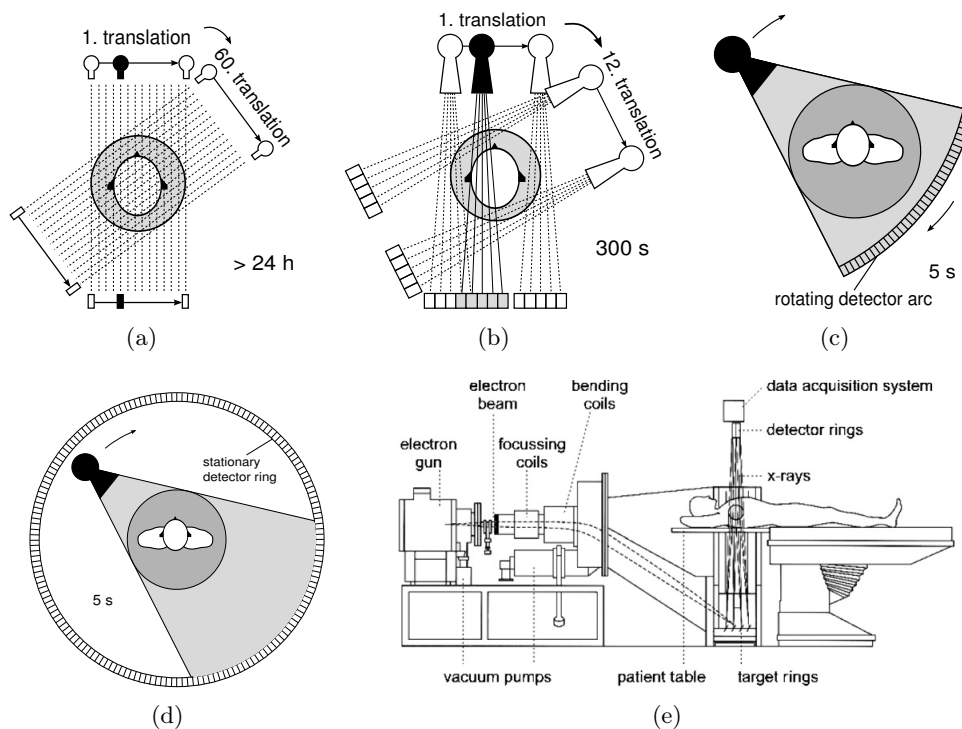 1. translation
60. translation
> 24 h
(a)
1. translation
12. translation
300 s
(b)
5 s
rotating detector arc
(c)
stationary
detector ring
5 s
(d)
electron
beam
bending
coils
data acquisition system
electron
gun
focussing
coils
detector rings
x-rays
vacuum pumps
patient table
target rings
(e)